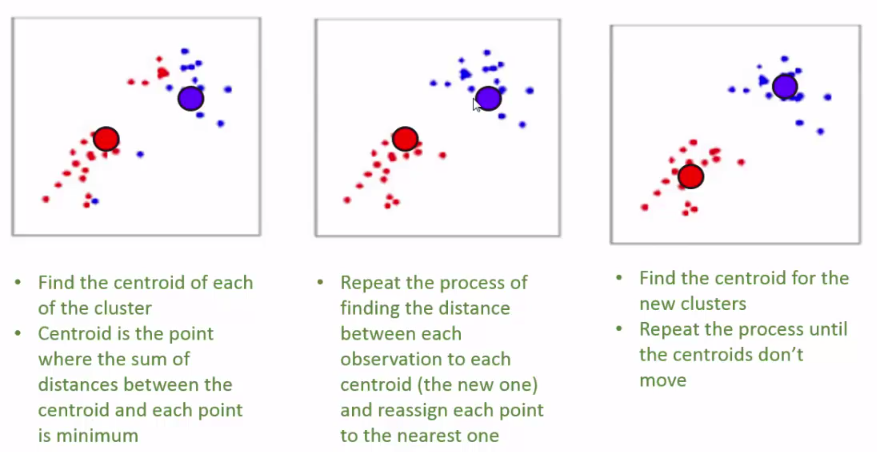 • Find the centroid of each
of the cluster
• Centroid is the point
where the sum of
distances between the
centroid and each point
is minimum
• Repeat the process of
finding the distance
between each
observation to each
centroid (the new one)
and reassign each point
to the nearest one
• Find the centroid for the
new clusters
• Repeat the process until
the centroids don’t
move